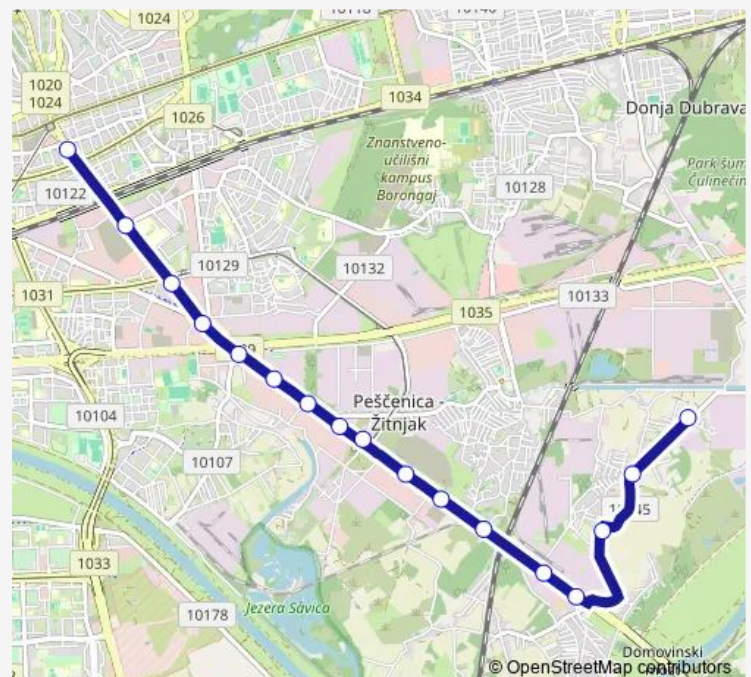 1024
1020
1024
1026
1034
Donja Dubrava
Znanstveno-
učilišni
kampus
Borongaj
Park šum
Čulinečin
10122
10128
10129
10132
10133
1031
1035
Peščenica -
Žitnjak
10104
10107
1033
10178
Jezera Savica
Domovinski
© OpenStreetMap contributors